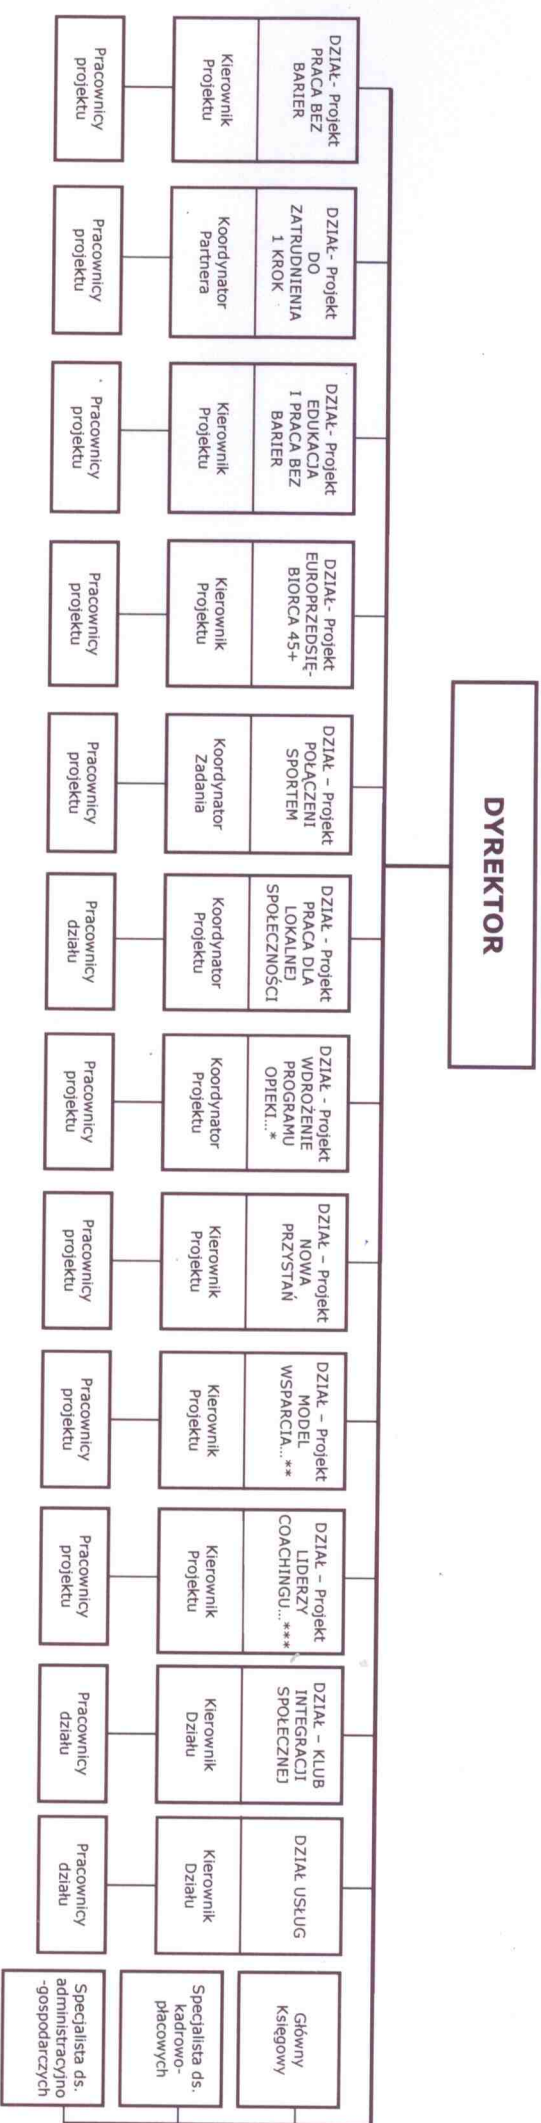 DYREKTOR
DZIAŁ- Projekt
PRACA BEZ
BARIER
Kierownik
Projektu
Pracownicy
projektu
DZIAŁ- Projekt
DO
ZATRUDNIENIA
1 KROK
Koordynator
Partnera
Pracownicy
projektu
DZIAŁ- Projekt
EDUKACJA
I PRACA BEZ
BARIER
Kierownik
Projektu
Pracownicy
projektu
DZIAŁ- Projekt
EUROPRZEDSIĘ-
BIORCA 45+
Kierownik
Projektu
Pracownicy
projektu
DZIAŁ – Projekt
POŁĄCZENI
SPORTEM
Koordynator
Zadania
Pracownicy
projektu
DZIAŁ - Projekt
PRACA DLA
LOKALNEJ
SPOŁECZNOŚCI
Koordynator
Projektu
Pracownicy
działu
DZIAŁ - Projekt
WDROŻENIE
PROGRAMU
OPIEKI...*
Koordynator
Projektu
Pracownicy
projektu
DZIAŁ – Projekt
NOWA
PRZYSTAŃ
Kierownik
Projektu
Pracownicy
projektu
DZIAŁ – Projekt
MODEL
WSPARCIA...**
Kierownik
Projektu
Pracownicy
projektu
DZIAŁ – Projekt
LIDERZY
COACHINGU...***
Kierownik
Projektu
Pracownicy
projektu
DZIAŁ – KLUB
INTEGRACJI
SPOŁECZNEJ
Kierownik
Działu
Pracownicy
działu
DZIAŁ USŁUG
Kierownik
Działu
Pracownicy
działu
Główny
Księgowy
Specjalista ds.
kadrowo-
płacowych
Specjalista ds.
administracyjno
-gospodarczych